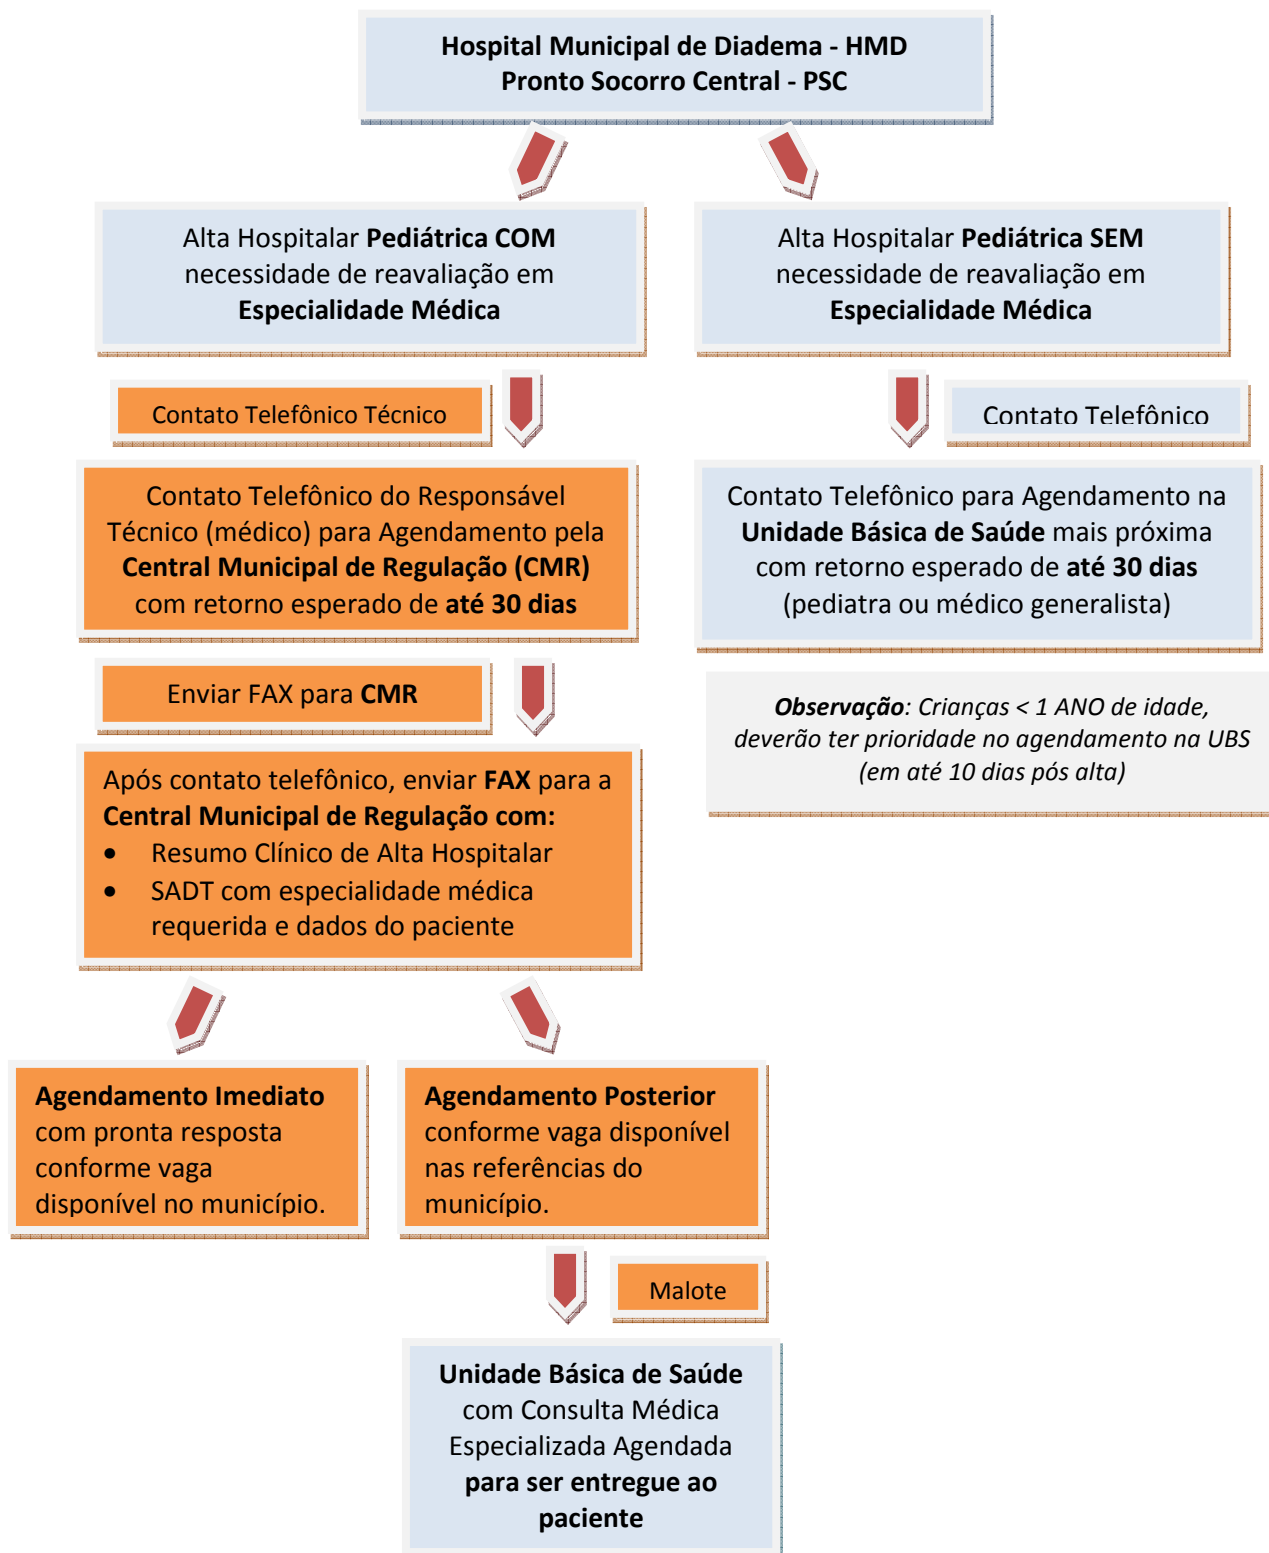 Hospital Municipal de Diadema - HMD
Pronto Socorro Central - PSC
Alta Hospitalar Pediátrica COM
necessidade de reavaliação em
Especialidade Médica
Alta Hospitalar Pediátrica SEM
necessidade de reavaliação em
Especialidade Médica
Contato Telefônico Técnico
Contato Telefônico
Contato Telefônico do Responsável
Técnico (médico) para Agendamento pela
Central Municipal de Regulação (CMR)
com retorno esperado de até 30 dias
Contato Telefônico para Agendamento na
Unidade Básica de Saúde mais próxima
com retorno esperado de até 30 dias
(pediatra ou médico generalista)
Enviar FAX para CMR
Observação: Crianças < 1 ANO de idade,
deverão ter prioridade no agendamento na UBS
(em até 10 dias pós alta)
Após contato telefônico, enviar FAX para a
Central Municipal de Regulação com:
• Resumo Clínico de Alta Hospitalar
• SADT com especialidade médica
requerida e dados do paciente
Agendamento Imediato
com pronta resposta
conforme vaga
disponível no município.
Agendamento Posterior
conforme vaga disponível
nas referências do
município.
Malote
Unidade Básica de Saúde
com Consulta Médica
Especializada Agendada
para ser entregue ao
paciente